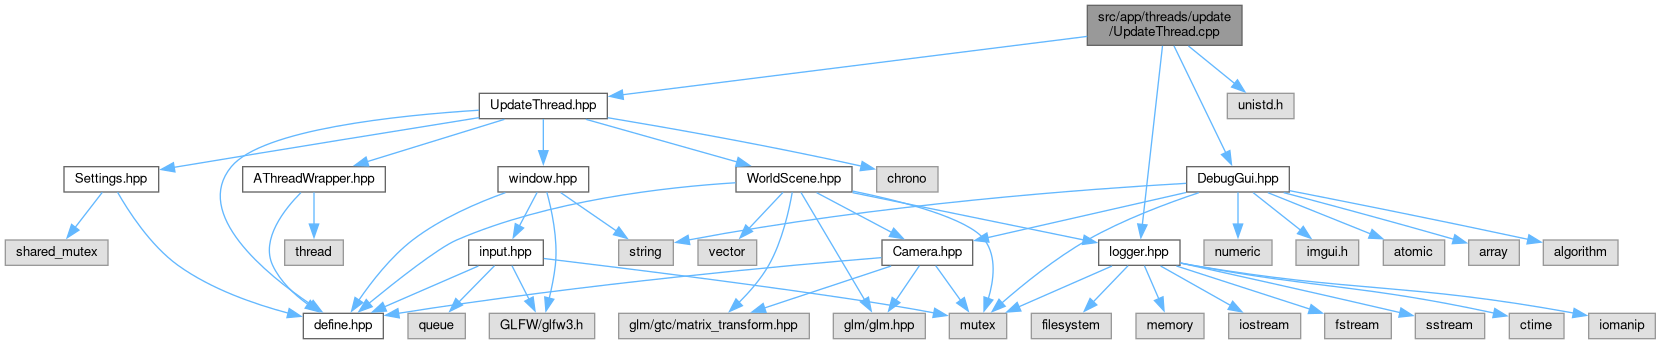 src/app/threads/update
/UpdateThread.cpp
UpdateThread.hpp
unistd.h
Settings.hpp
AThreadWrapper.hpp
window.hpp
WorldScene.hpp
chrono
DebugGui.hpp
shared_mutex
thread
input.hpp
string
vector
Camera.hpp
logger.hpp
numeric
imgui.h
atomic
array
algorithm
define.hpp
queue
GLFW/glfw3.h
glm/gtc/matrix_transform.hpp
glm/glm.hpp
mutex
filesystem
memory
iostream
fstream
sstream
ctime
iomanip